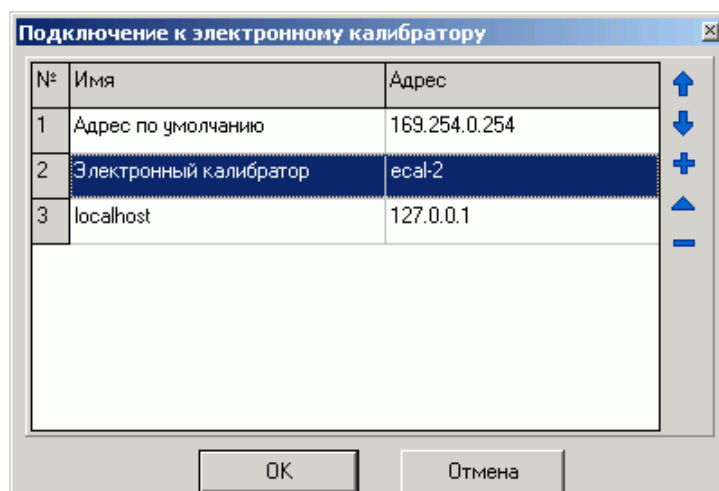 Подключение к электронному калибратору
№ Имя Адрес
1 Адрес по умолчанию 169.254.0.254
2 Электронный калибратор ecal-2
3 localhost 127.0.0.1
OK Отмена